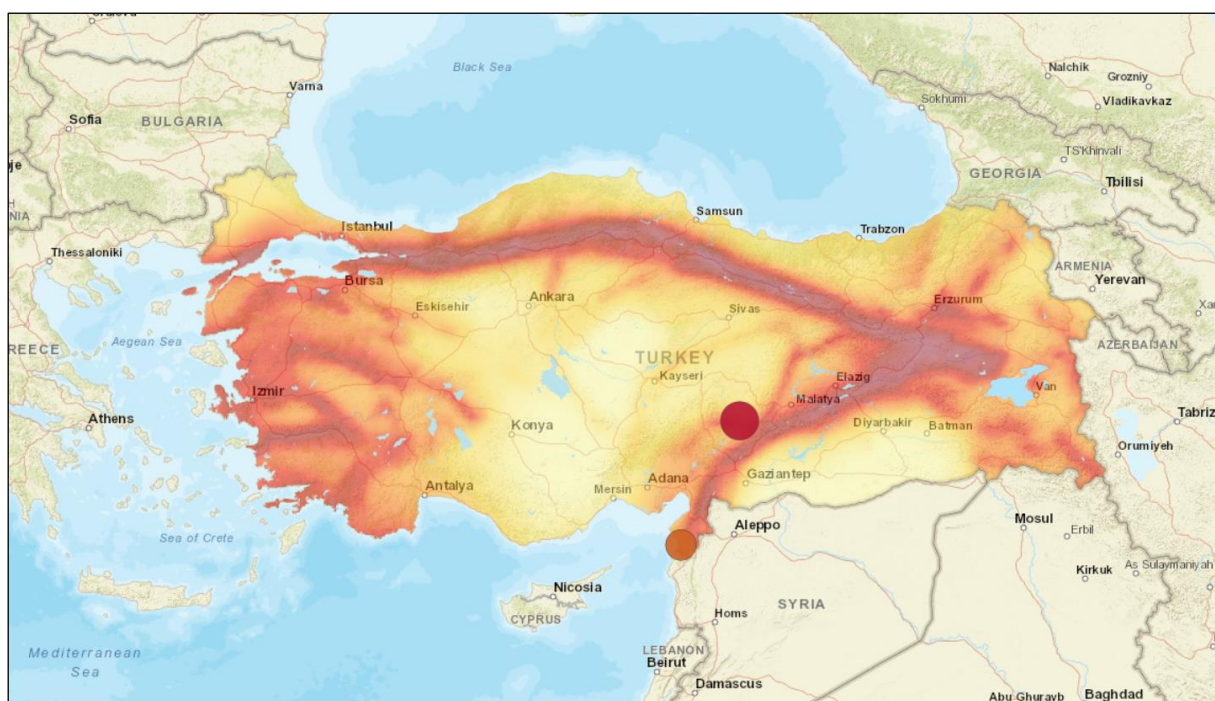 Craiova
Black Sea
Nalchik
Grozny
Varna
Vladikavkaz
Sokhumi
Sofia
BULGARIA
TS'Khinvali
GEORGIA
Tbilisi
Istanbul
Samsun
Trabzon
Thessaloniki
ARMENIA
Yerevan
Bursa
Ankara
Erzurum
Eskisehir
Sivas
AZERBAIJAN
Aegean Sea
TURKEY
Kayseri
Elazig
Van
Izmir
Malatya
Athens
Konya
Diyarbakir
Batman
Tabriz
Orumiyeh
Adana
Gaziantep
Antalya
Mersin
Aleppo
Mosul
Erbil
Sea of Crete
Kirkuk
As Sulaymaniyah
Nicosia
CYPRUS
Homs
SYRIA
Mediterranean
Sea
LEBANON
Beirut
Damascus
Abu Ghurayb
Baghdad